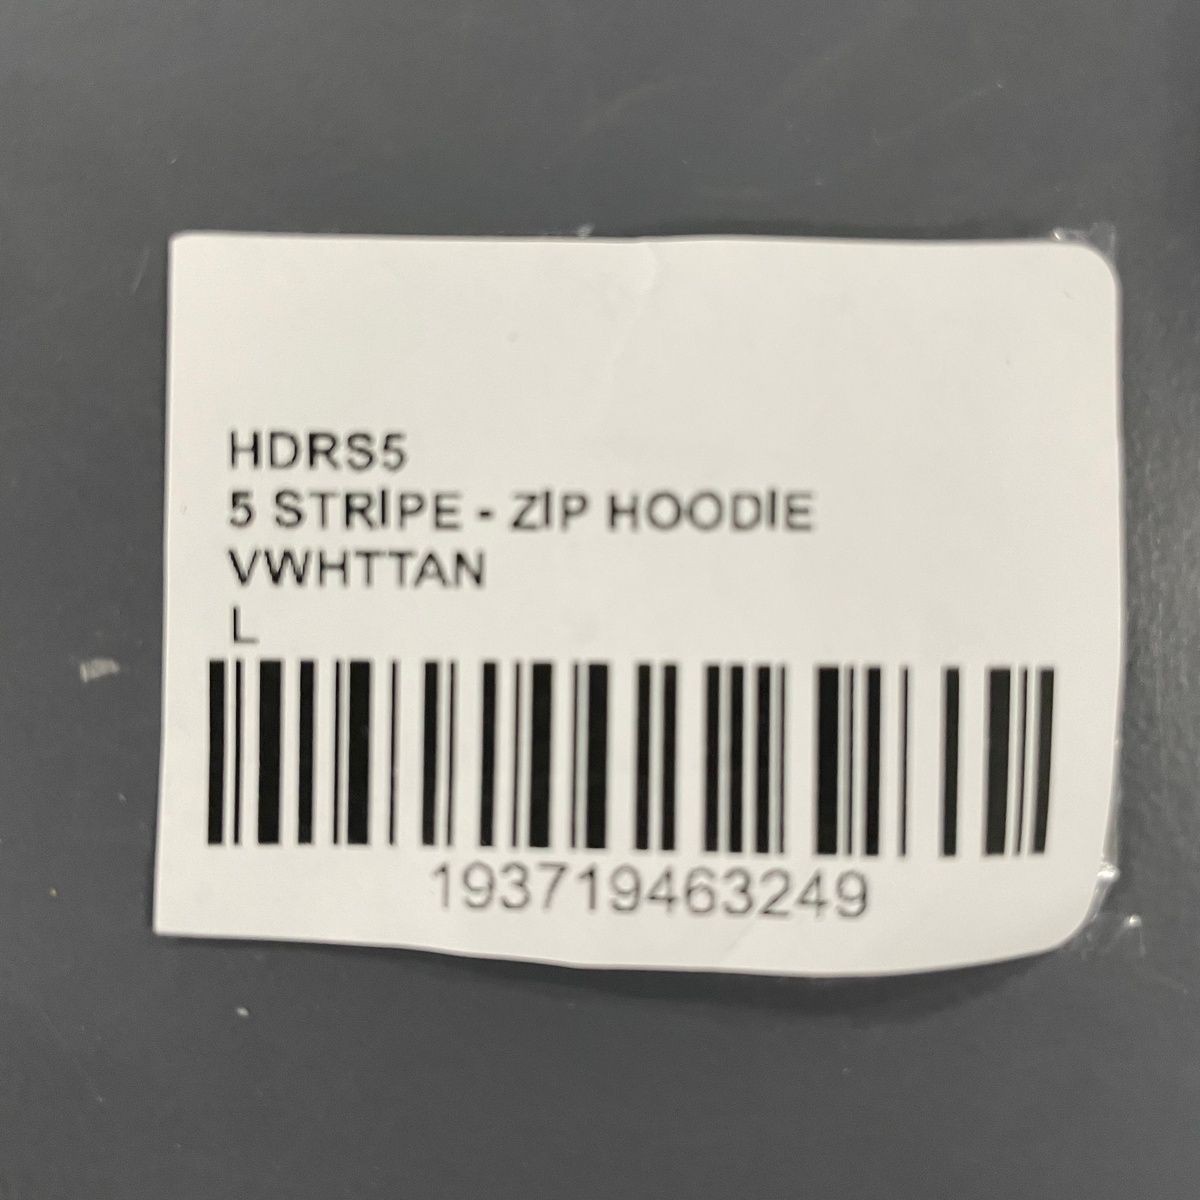 HDRS5
5 STRİPE - ZİP HOODİE
VWHTTAN
L
193719463249